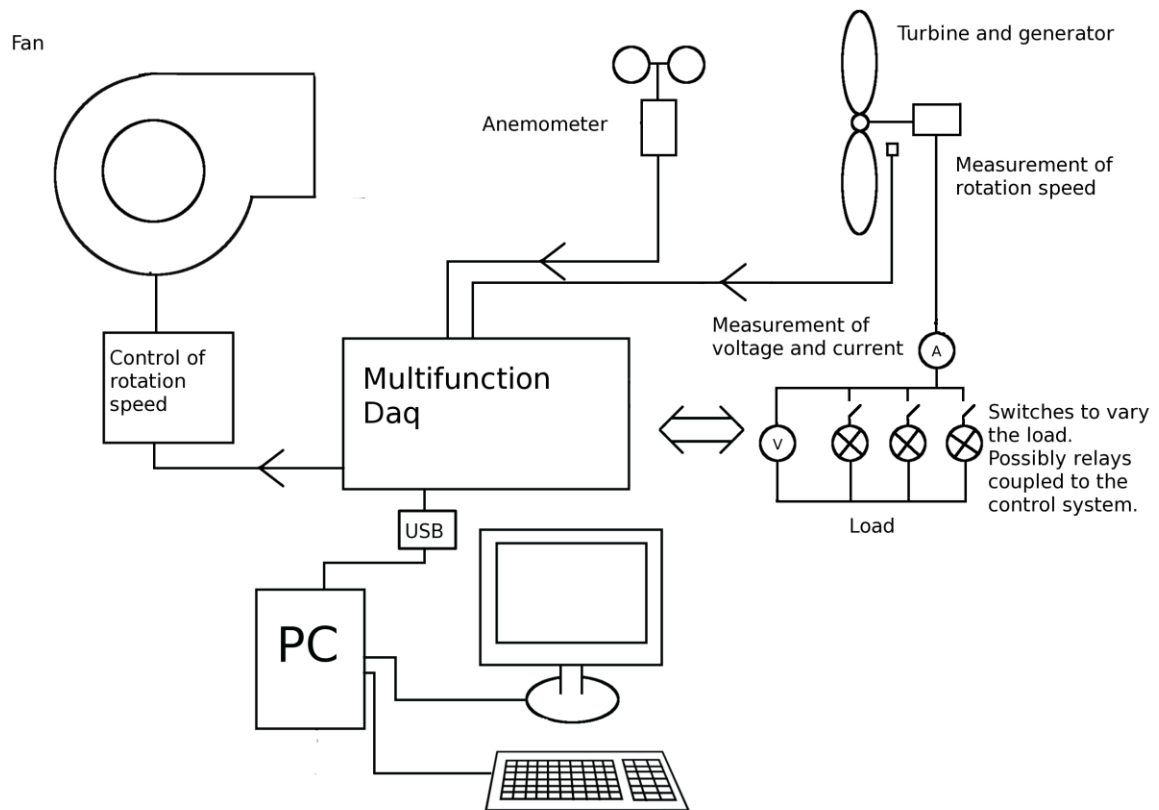 Fan
Turbine and generator
Anemometer
Measurement of
rotation speed
Measurement of
voltage and current
A
Control of
rotation
speed
Multifunction
Daq
V
Switches to vary
the load.
Possibly relays
coupled to the
control system.
Load
USB
PC